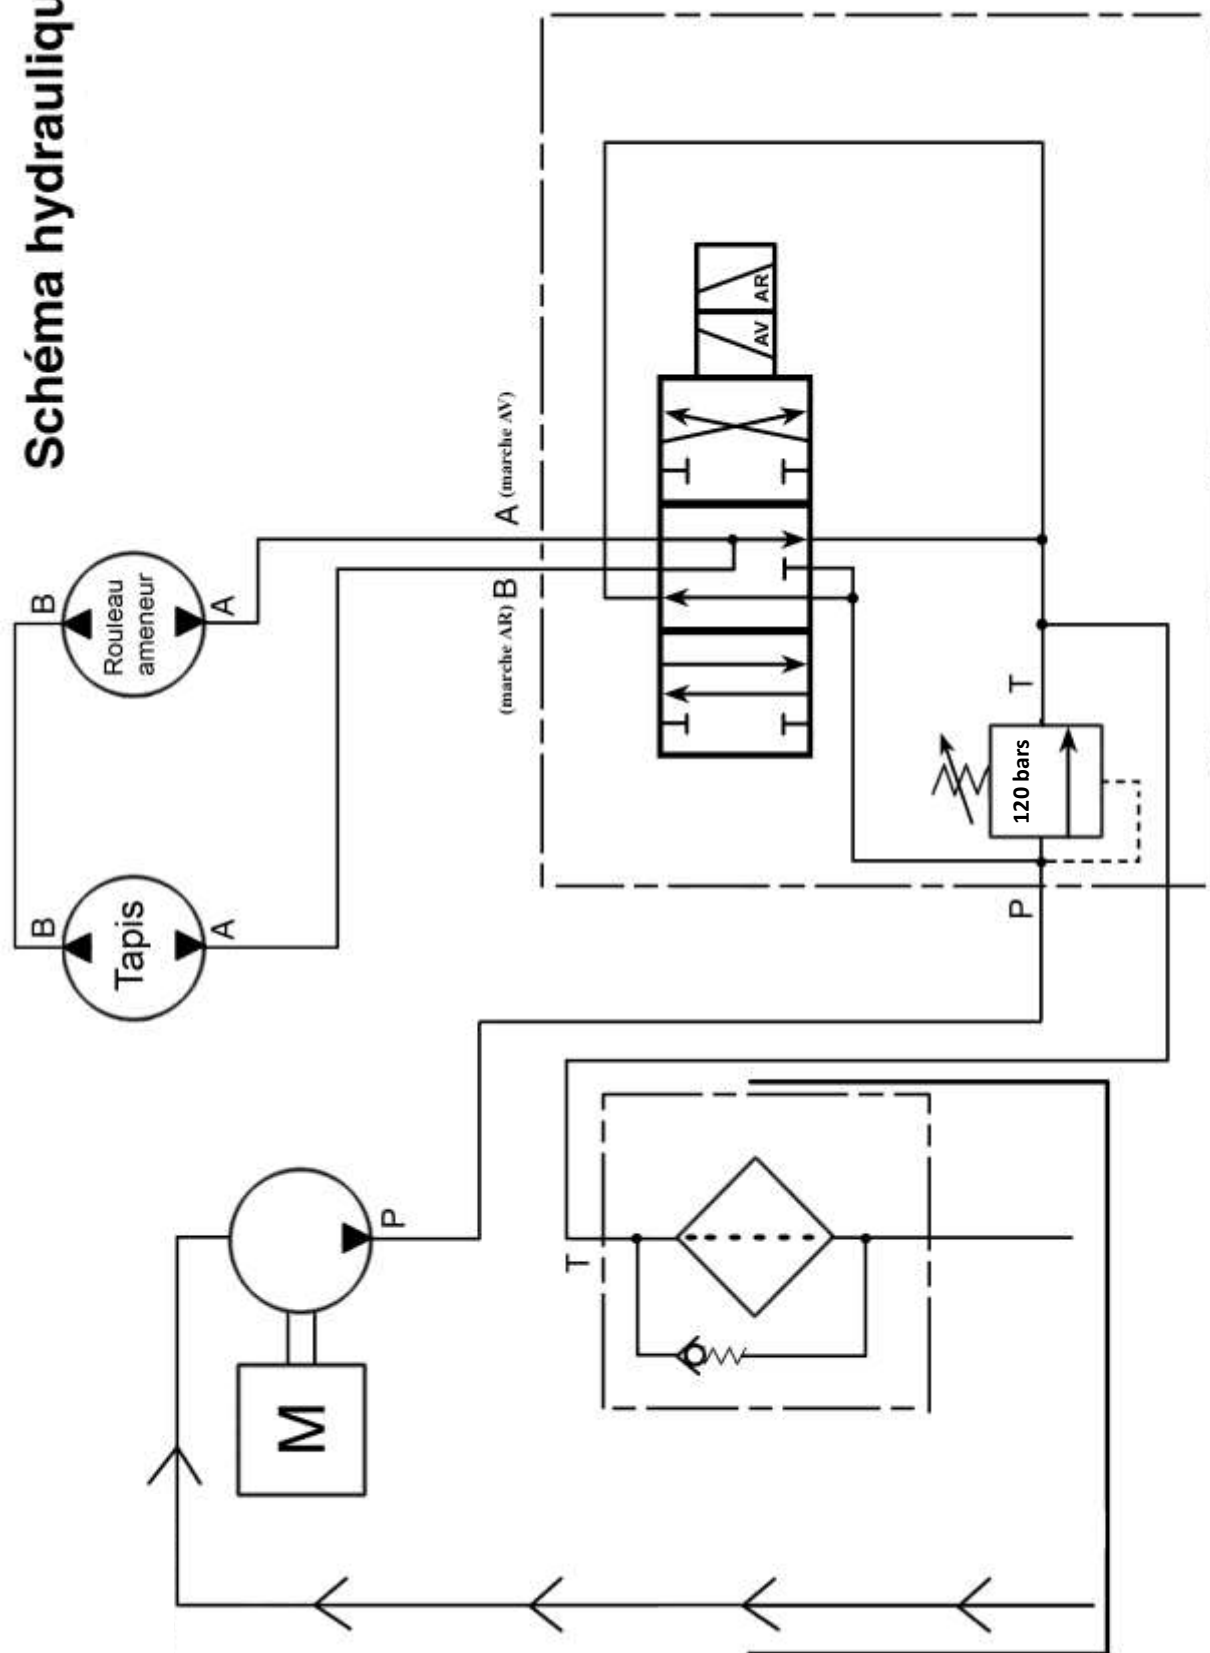 Schéma hydrauliqu
B
Rouleau
ameneur
A
B
Tapis
A
A (marche AV)
(marche AR) B
AV
AR
T
120 bars
P
P
M
T